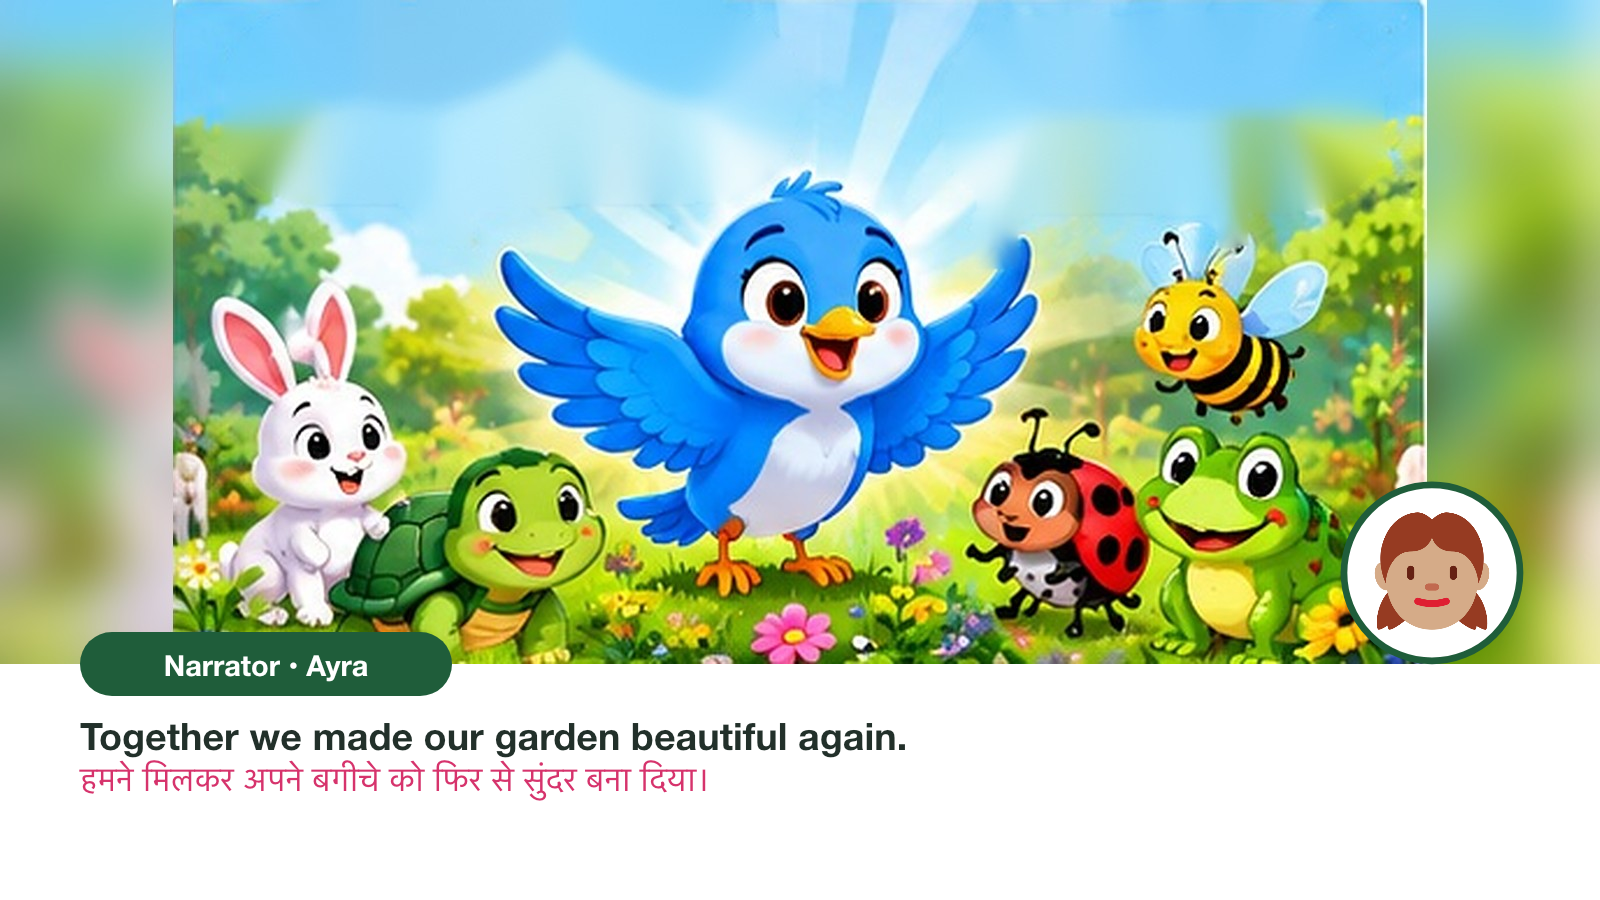 Narrator • Ayra
Together we made our garden beautiful again.
हमने मिलकर अपने बगीचे को फिर से सुंदर बना दिया।